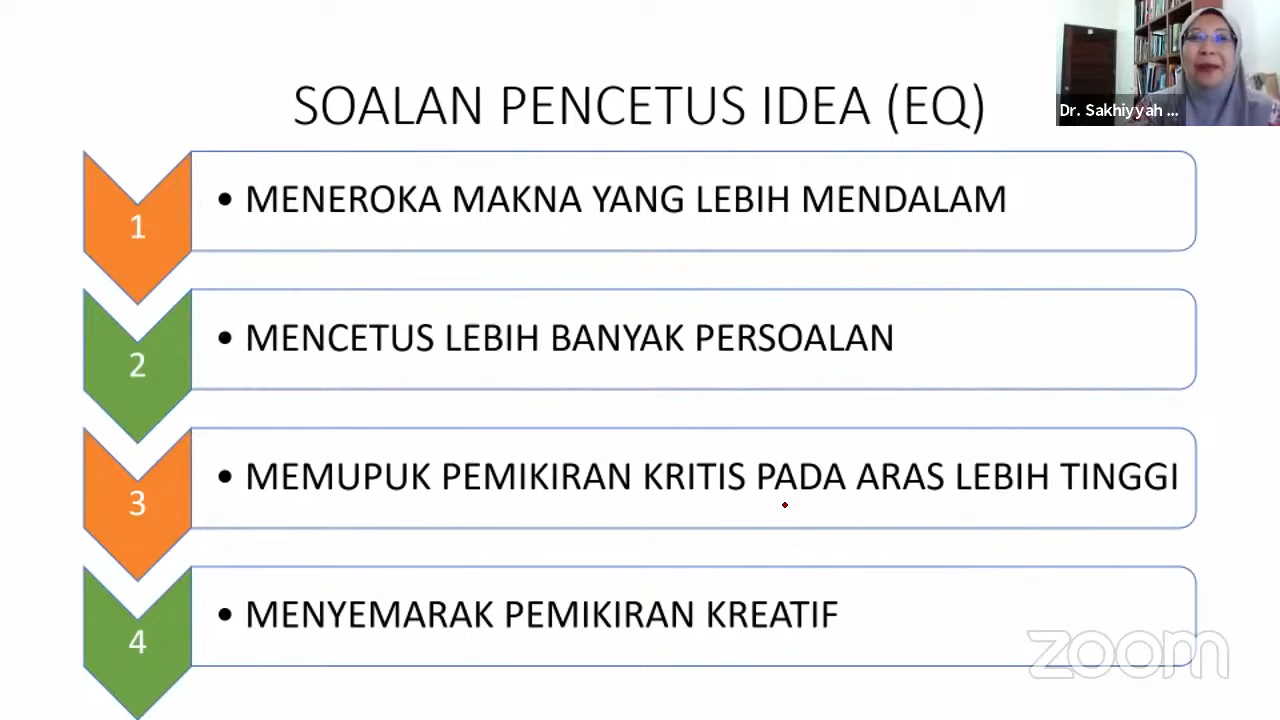 SOALAN PENCETUS IDEA (EQ)
Dr. Sakhiyyah ...
1
• MENEROKA MAKNA YANG LEBIH MENDALAM
2
• MENCETUS LEBIH BANYAK PERSOALAN
3
• MEMUPUK PEMIKIRAN KRITIS PADA ARAS LEBIH TINGGI
4
• MENYEMARAK PEMIKIRAN KREATIF
zoom